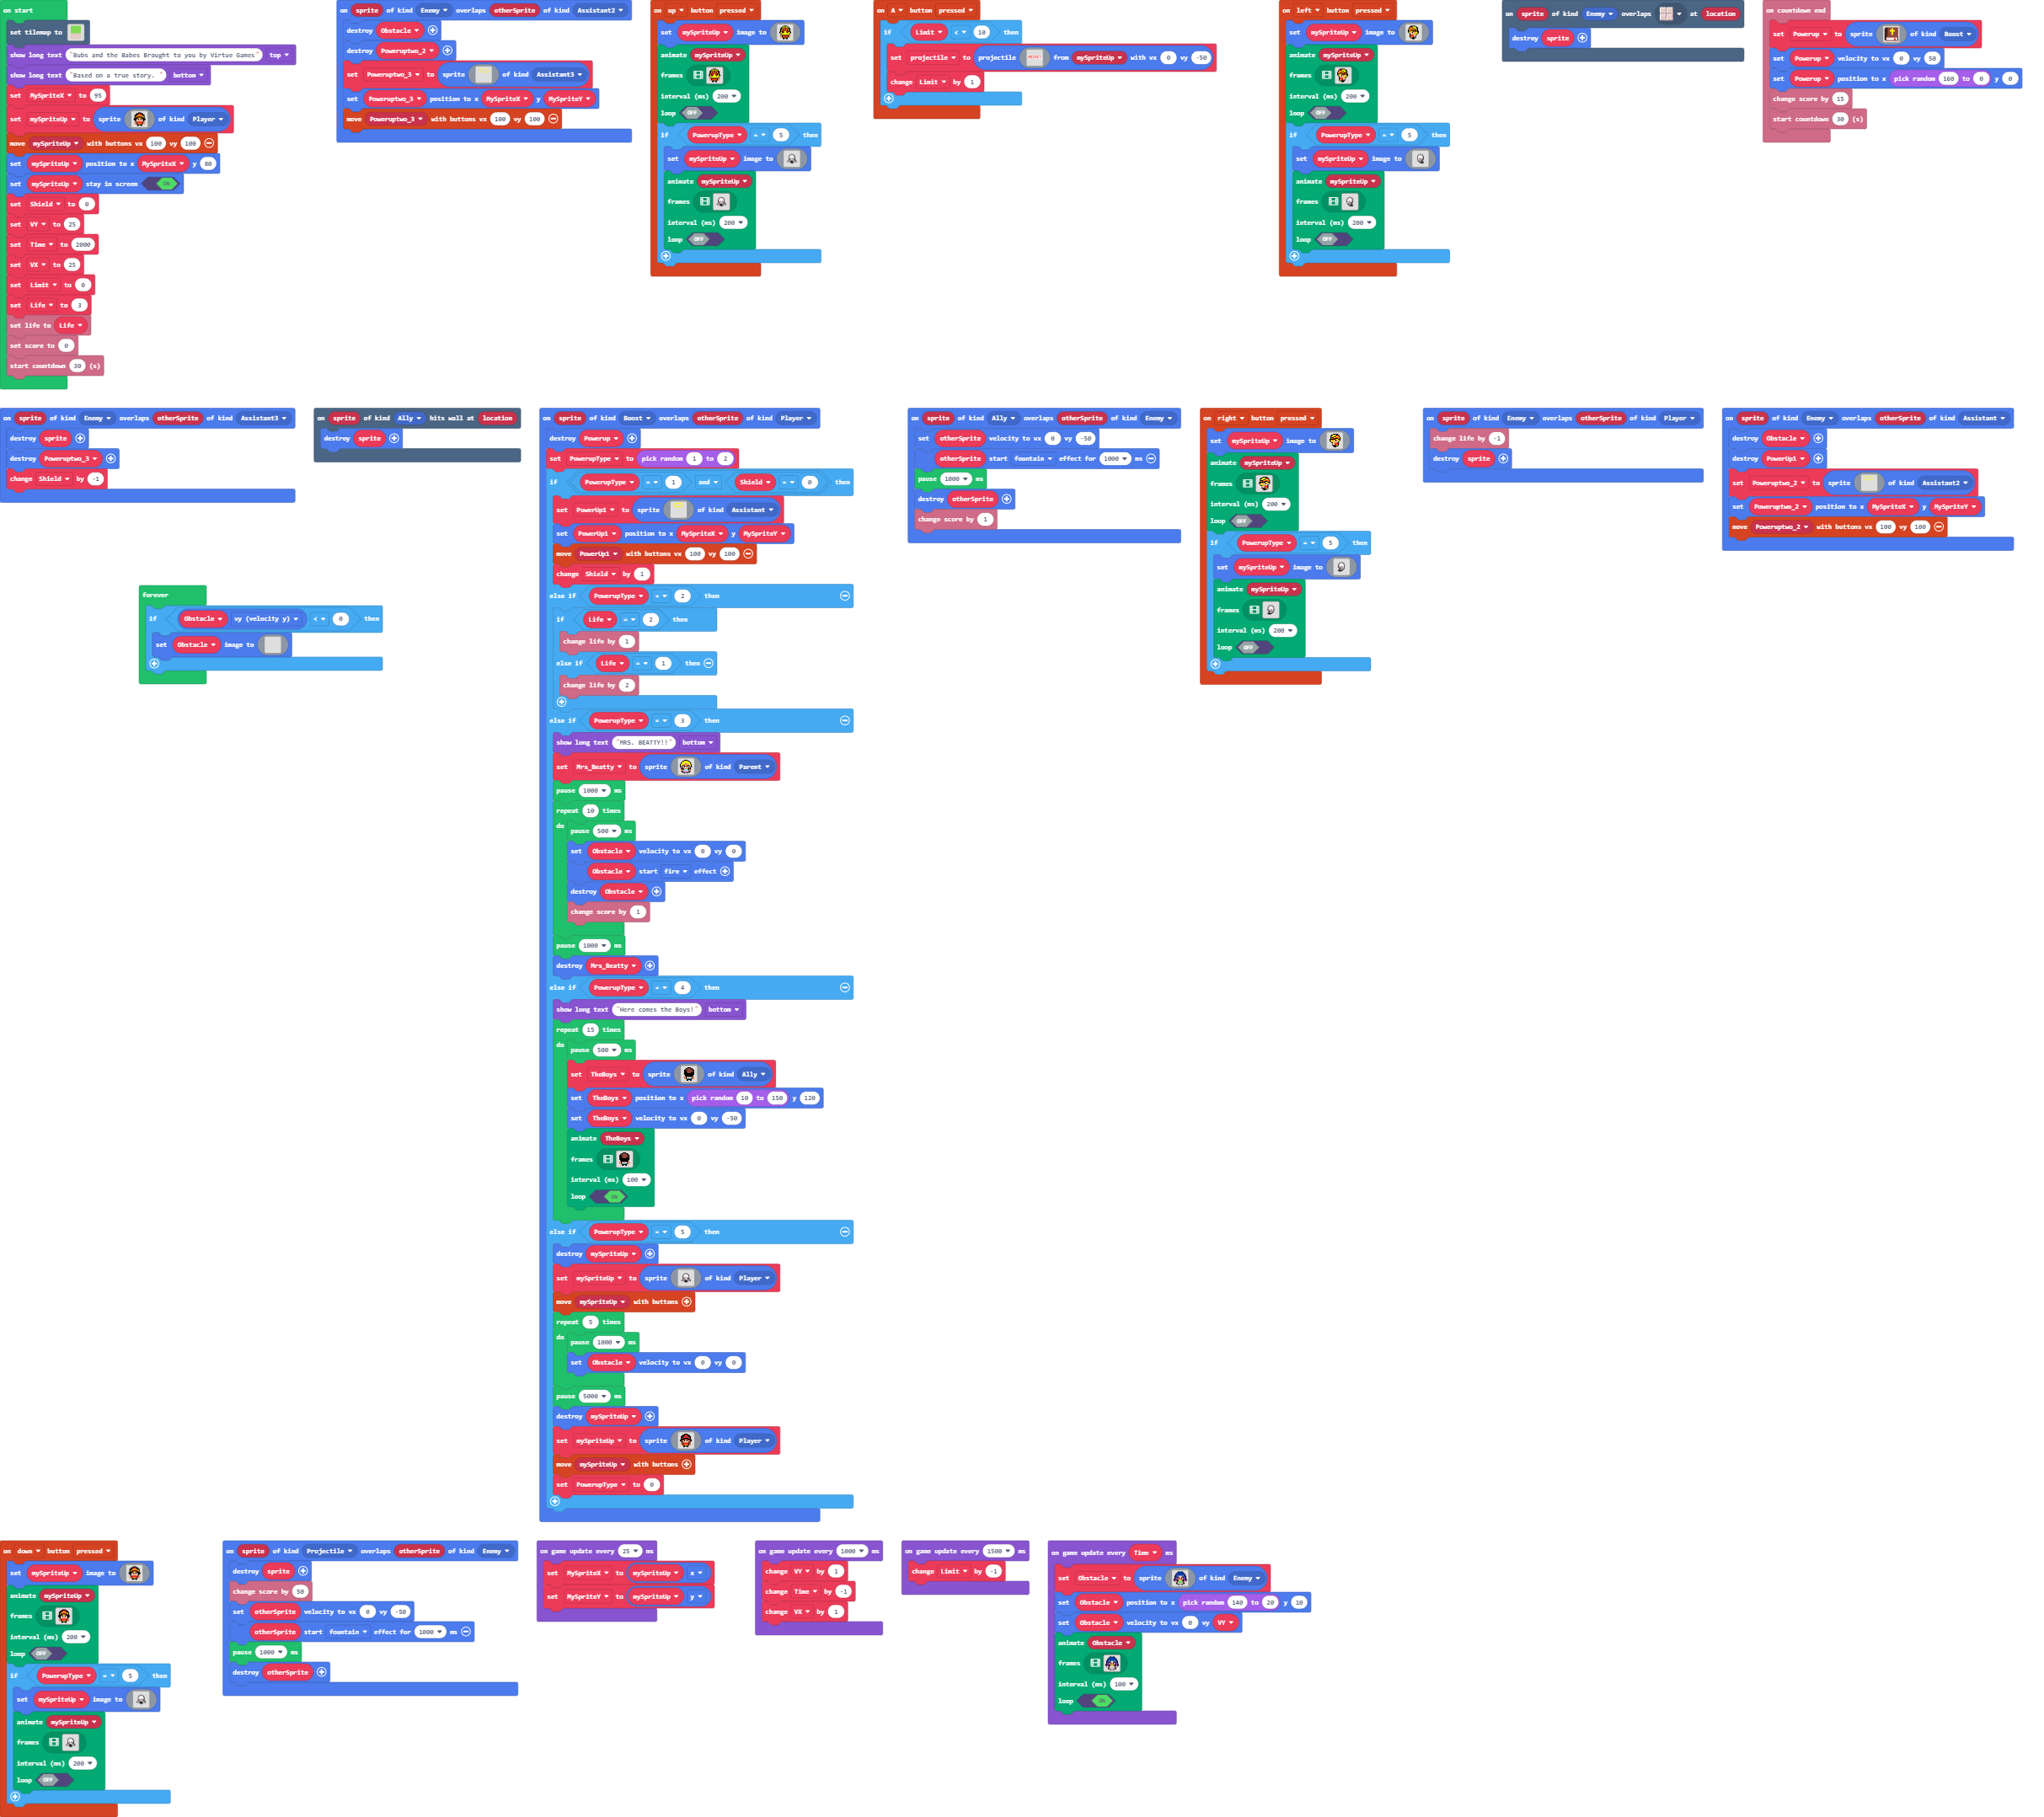 on start
set tilemap to
show long text "Bubs and the Babes Brought to you by Virtue Games" top
show long text "Based on a true story. " bottom
set MySpriteX to 95
set mySpriteUp to sprite of kind Player
move mySpriteUp with buttons vx 100 vy 100
set mySpriteUp position to x MySpriteX y 80
set mySpriteUp stay in screen ON
set Shield to 0
set VY to 25
set Time to 2000
set VX to 25
set Limit to 0
set Life to 3
set life to Life
set score to 0
start countdown 30 (s)
on sprite of kind Enemy overlaps otherSprite of kind Assistant2
destroy Obstacle
destroy Poweruptwo_2
set Poweruptwo_3 to sprite of kind Assistant3
set Poweruptwo_3 position to x MySpriteX y MySpriteY
move Poweruptwo_3 with buttons vx 100 vy 100
on up button pressed
set mySpriteUp image to
animate mySpriteUp
frames
interval (ms) 200
loop OFF
if PowerupType = 5 then
set mySpriteUp image to
animate mySpriteUp
frames
interval (ms) 200
loop OFF
on A button pressed
if Limit < 10 then
set projectile to projectile from mySpriteUp with vx 0 vy -50
change Limit by 1
on left button pressed
set mySpriteUp image to
animate mySpriteUp
frames
interval (ms) 200
loop OFF
if PowerupType = 5 then
set mySpriteUp image to
animate mySpriteUp
frames
interval (ms) 200
loop OFF
on sprite of kind Enemy overlaps at location
destroy sprite
on countdown end
set Powerup to sprite of kind Boost
set Powerup velocity to vx 0 vy 50
set Powerup position to x pick random 160 to 0 y 0
change score by 15
start countdown 30 (s)
on sprite of kind Enemy overlaps otherSprite of kind Assistant3
destroy sprite
destroy Poweruptwo_3
change Shield by -1
on sprite of kind Ally hits wall at location
destroy sprite
on sprite of kind Boost overlaps otherSprite of kind Player
destroy Powerup
set PowerupType to pick random 1 to 2
if PowerupType = 1 and Shield = 0 then
set PowerUp1 to sprite of kind Assistant
set PowerUp1 position to x MySpriteX y MySpriteY
move PowerUp1 with buttons vx 100 vy 100
change Shield by 1
else if PowerupType = 2 then
if Life = 2 then
change life by 1
else if Life = 1 then
change life by 2
else if PowerupType = 3 then
show long text "MRS. BEATTY!!" bottom
set Mrs_Beatty to sprite of kind Parent
pause 1000 ms
repeat 10 times
do pause 500 ms
set Obstacle velocity to vx 0 vy 0
Obstacle start fire effect
destroy Obstacle
change score by 1
pause 1000 ms
destroy Mrs_Beatty
else if PowerupType = 4 then
show long text "Here comes the Boys!" bottom
repeat 15 times
do pause 500 ms
set TheBoys to sprite of kind Ally
set TheBoys position to x pick random 10 to 150 y 120
set TheBoys velocity to vx 0 vy -50
animate TheBoys
frames
interval (ms) 100
loop ON
else if PowerupType = 5 then
destroy mySpriteUp
set mySpriteUp to sprite of kind Player
move mySpriteUp with buttons
repeat 5 times
do pause 1000 ms
set Obstacle velocity to vx 0 vy 0
pause 5000 ms
destroy mySpriteUp
set mySpriteUp to sprite of kind Player
move mySpriteUp with buttons
set PowerupType to 0
on sprite of kind Ally overlaps otherSprite of kind Enemy
set otherSprite velocity to vx 0 vy -50
otherSprite start fountain effect for 1000 ms
pause 1000 ms
destroy otherSprite
change score by 1
on right button pressed
set mySpriteUp image to
animate mySpriteUp
frames
interval (ms) 200
loop OFF
if PowerupType = 5 then
set mySpriteUp image to
animate mySpriteUp
frames
interval (ms) 200
loop OFF
on sprite of kind Enemy overlaps otherSprite of kind Player
change life by -1
destroy sprite
on sprite of kind Enemy overlaps otherSprite of kind Assistant
destroy Obstacle
destroy PowerUp1
set Poweruptwo_2 to sprite of kind Assistant2
set Poweruptwo_2 position to x MySpriteX y MySpriteY
move Poweruptwo_2 with buttons vx 100 vy 100
forever
if Obstacle vy (velocity y) < 0 then
set Obstacle image to
on down button pressed
set mySpriteUp image to
animate mySpriteUp
frames
interval (ms) 200
loop OFF
if PowerupType = 5 then
set mySpriteUp image to
animate mySpriteUp
frames
interval (ms) 200
loop OFF
on sprite of kind Projectile overlaps otherSprite of kind Enemy
destroy sprite
change score by 50
set otherSprite velocity to vx 0 vy -50
otherSprite start fountain effect for 1000 ms
pause 1000 ms
destroy otherSprite
on game update every 25 ms
set MySpriteX to mySpriteUp x
set MySpriteY to mySpriteUp y
on game update every 1000 ms
change VY by 1
change Time by -1
change VX by 1
on game update every 1500 ms
change Limit by -1
on game update every Time ms
set Obstacle to sprite of kind Enemy
set Obstacle position to x pick random 140 to 20 y 10
set Obstacle velocity to vx 0 vy VY
animate Obstacle
frames
interval (ms) 100
loop ON